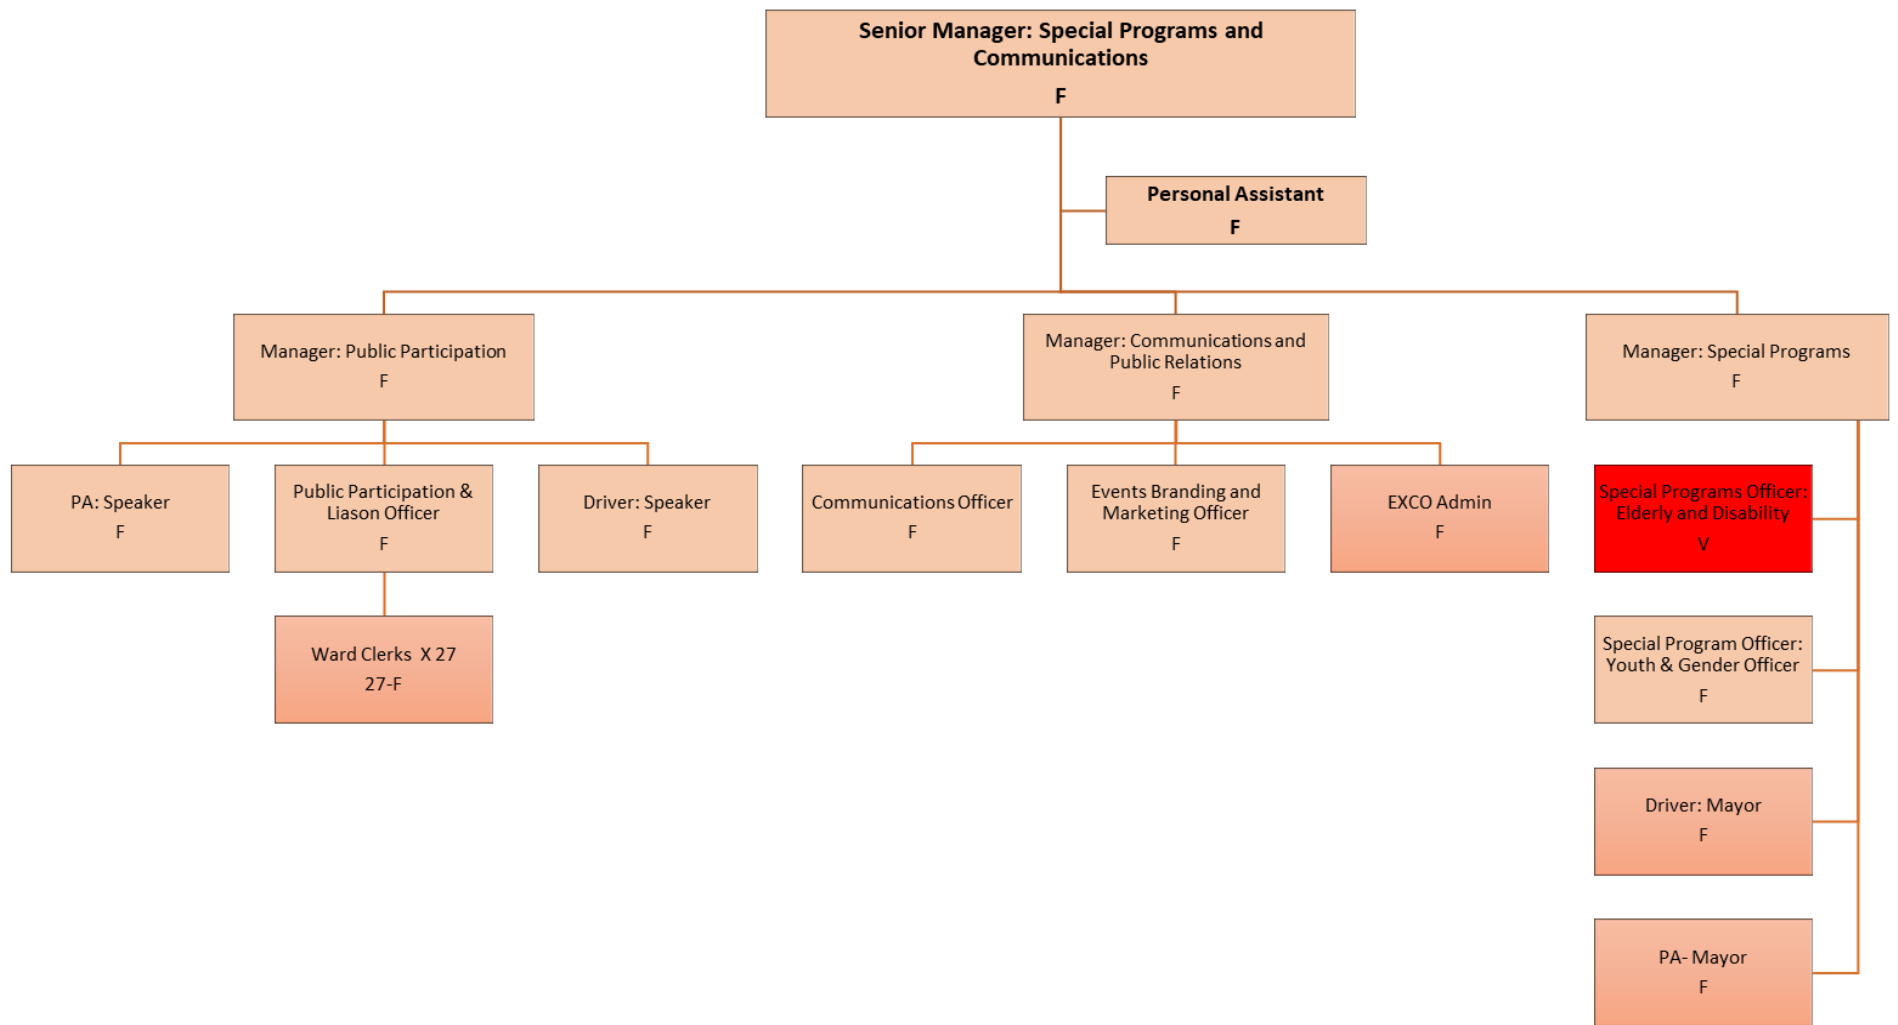 Senior Manager: Special Programs and
Communications
F
Personal Assistant
F
Manager: Public Participation
F
Manager: Communications and
Public Relations
F
Manager: Special Programs
F
PA: Speaker
F
Public Participation &
Liason Officer
F
Driver: Speaker
F
Communications Officer
F
Events Branding and
Marketing Officer
F
EXCO Admin
F
Special Programs Officer:
Elderly and Disability
V
Ward Clerks  X 27
27-F
Special Program Officer:
Youth & Gender Officer
F
Driver: Mayor
F
PA- Mayor
F